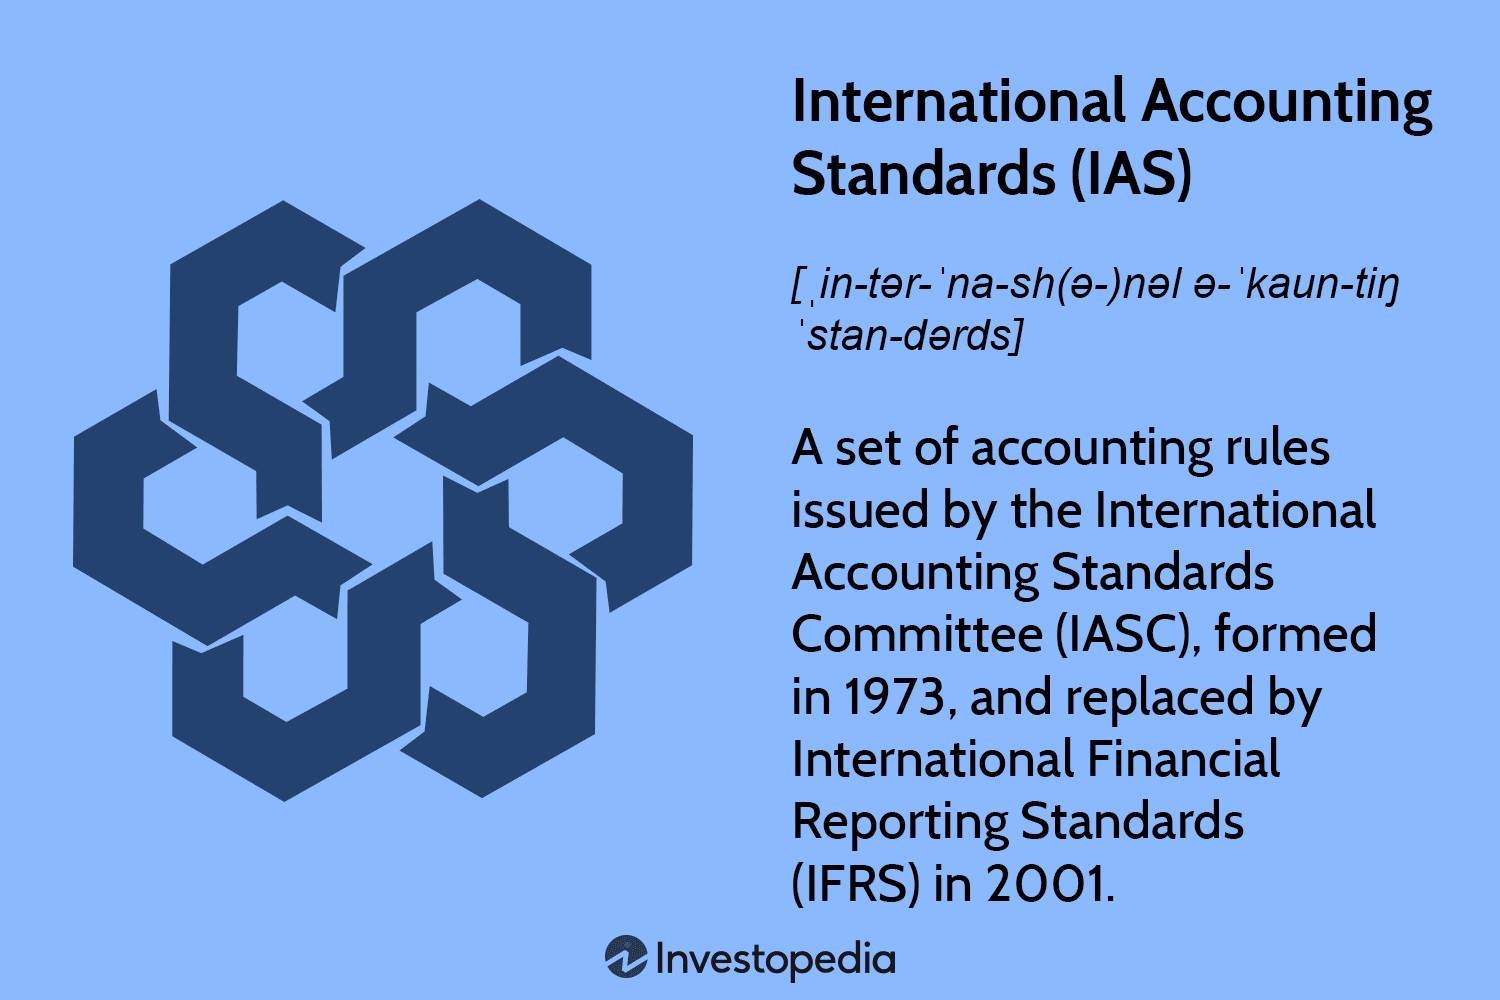 International Accounting
Standards (IAS)
[ˌin-tər-ˈna-sh(ə-)nəl ə-ˈkaun-tiŋ
ˈstan-dərds]
A set of accounting rules
issued by the International
Accounting Standards
Committee (IASC), formed
in 1973, and replaced by
International Financial
Reporting Standards
(IFRS) in 2001.
Investopedia